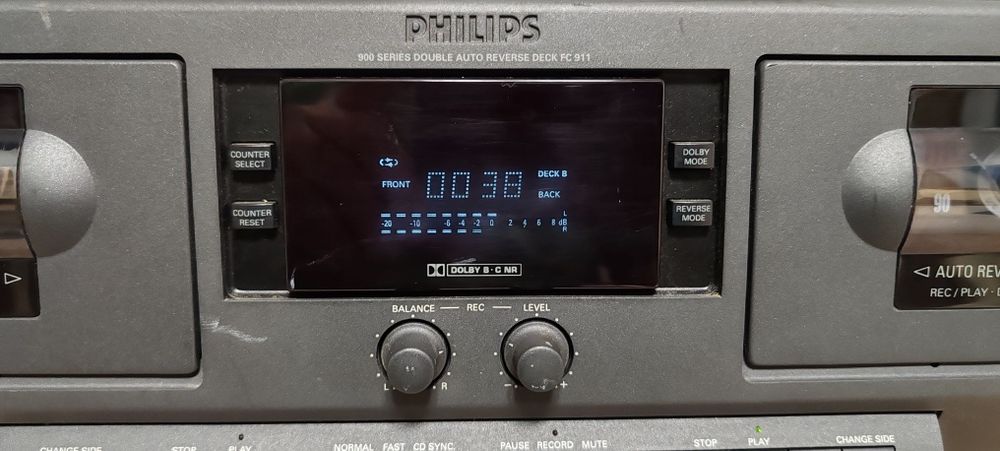 PHILIPS
900 SERIES DOUBLE AUTO REVERSE DECK FC 911
COUNTER SELECT
DOLBY MODE
FRONT 0038 DECK B
BACK
COUNTER RESET
REVERSE MODE
-20 -10 -6 -4 -2 0 2 4 6 8 dB
L
R
DOLBY B·C NR
90
AUTO REV
REC / PLAY ·
BALANCE — REC — LEVEL
L R - +
CHANGE SIDE STOP PLAY NORMAL FAST CD SYNC. PAUSE RECORD MUTE STOP PLAY CHANGE SIDE